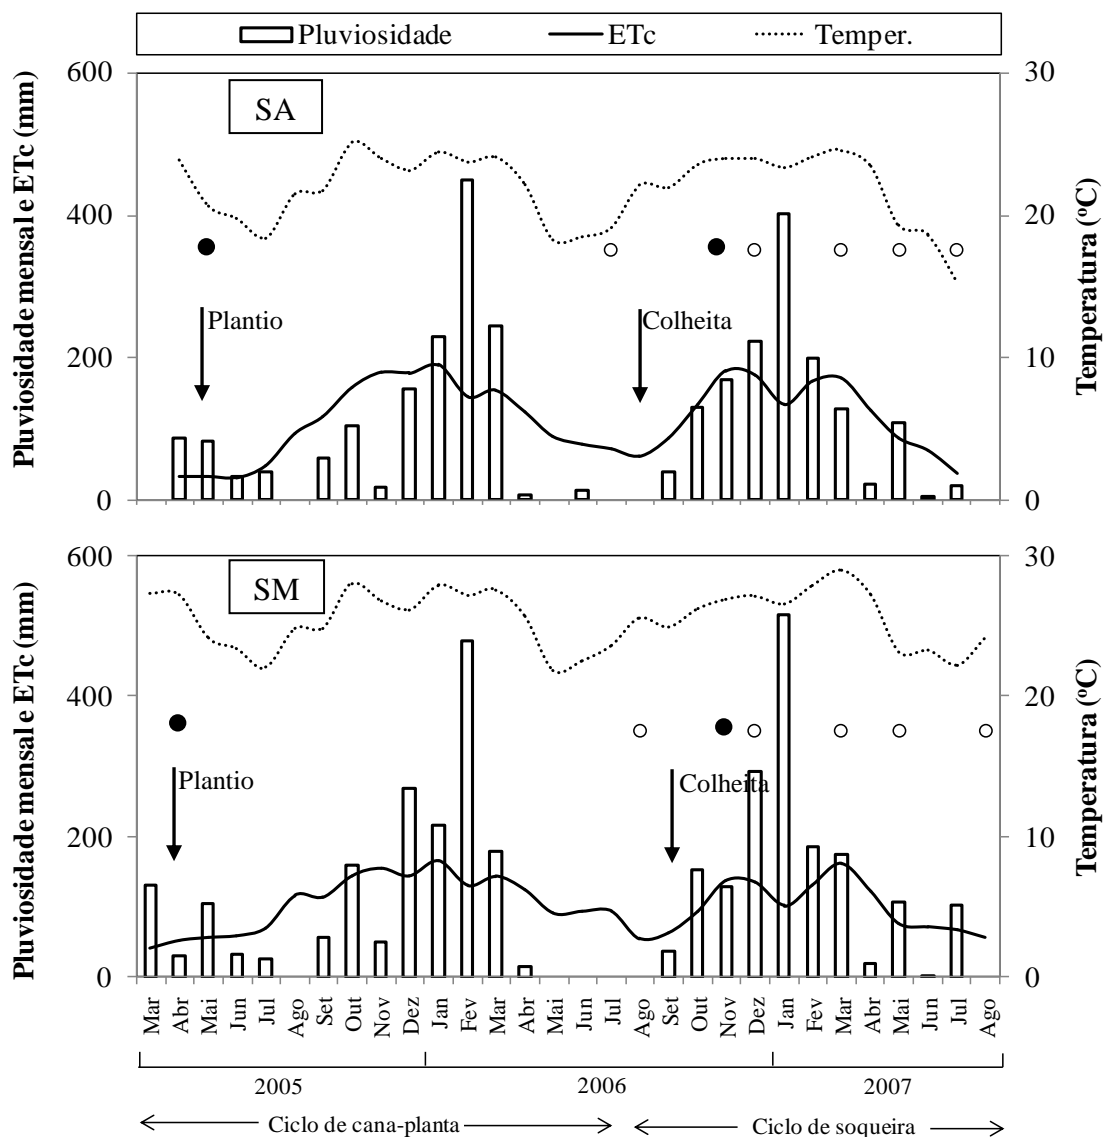 Pluviosidade ETc Temper.
Pluviosidade mensal e ETc (mm)
600
400
200
0
SA
Plantio
Colheita
30
20
10
0
Temperatura (ºC)
Pluviosidade mensal e ETc (mm)
600
400
200
0
SM
Plantio
Colheita
30
20
10
0
Temperatura (ºC)
Mar Abr Mai Jun Jul Ago Set Out Nov Dez Jan Fev Mar Abr Mai Jun Jul Ago Set Out Nov Dez Jan Fev Mar Abr Mai Jun Jul Ago
2005 2006 2007
Ciclo de cana-planta Ciclo de soqueira